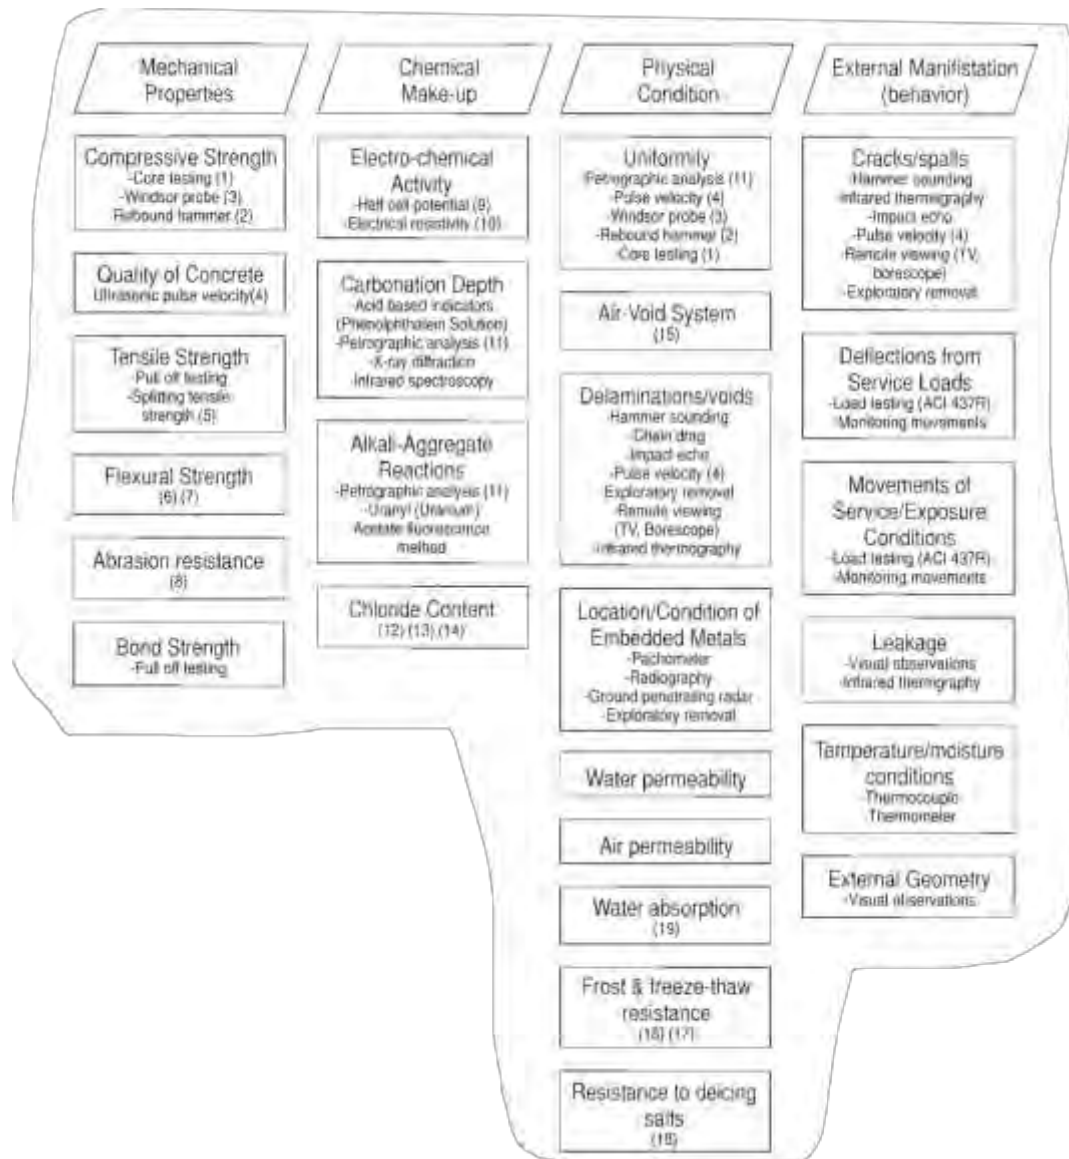 Mechanical
Properties
Compressive Strength
-Core testing (1)
-Windsor probe (3)
Rebound hammer (2)
Quality of Concrete
Ultrasonic pulse velocity(4)
Tensile Strength
-Pull off testing
-Splitting tensile
strength (5)
Flexural Strength
(6) (7)
Abrasion resistance
(8)
Bond Strength
-Pull off testing
Chemical
Make-up
Electro-chemical
Activity
-Half cell potential (9)
-Electrical resistivity (10)
Carbonation Depth
-Acid based indicators
(Phenolphthalein Solution)
-Petrographic analysis (11)
-X-ray diffraction
-Infrared spectroscopy
Alkali-Aggregate
Reactions
-Petrographic analysis (11)
-Uranyl (Uranium)
Acetate fluorescence
method
Chloride Content
(12) (13) (14)
Physical
Condition
Uniformity
-Petrographic analysis (11)
-Pulse velocity (4)
-Windsor probe (3)
-Rebound hammer (2)
-Core testing (1)
Air-Void System
(15)
Delaminations/voids
-Hammer sounding
-Chain drag
-Impact echo
-Pulse velocity (4)
-Exploratory removal
-Remote viewing
(TV, Borescope)
-Infrared thermography
Location/Condition of
Embedded Metals
-Pachometer
-Radiography
-Ground penetrating radar
-Exploratory removal
Water permeability
Air permeability
Water absorption
(19)
Frost & freeze-thaw
resistance
(17)
Resistance to deicing
salts
External Manifistation
(behavior)
Cracks/spalls
-Hammer sounding
-Infrared thermigraphy
-Impact echo
-Pulse velocity (4)
-Remote viewing (TV,
borescope)
-Exploratory removal
Deflections from
Service Loads
-Load testing (ACI 437R)
-Monitoring movements
Movements of
Service/Exposure
Conditions
-Load testing (ACI 437R)
-Monitoring movements
Leakage
-Visual observations
-Infrared thermigraphy
Temperature/moisture
conditions
-Thermocouple
Thermometer
External Geometry
-Visual observations